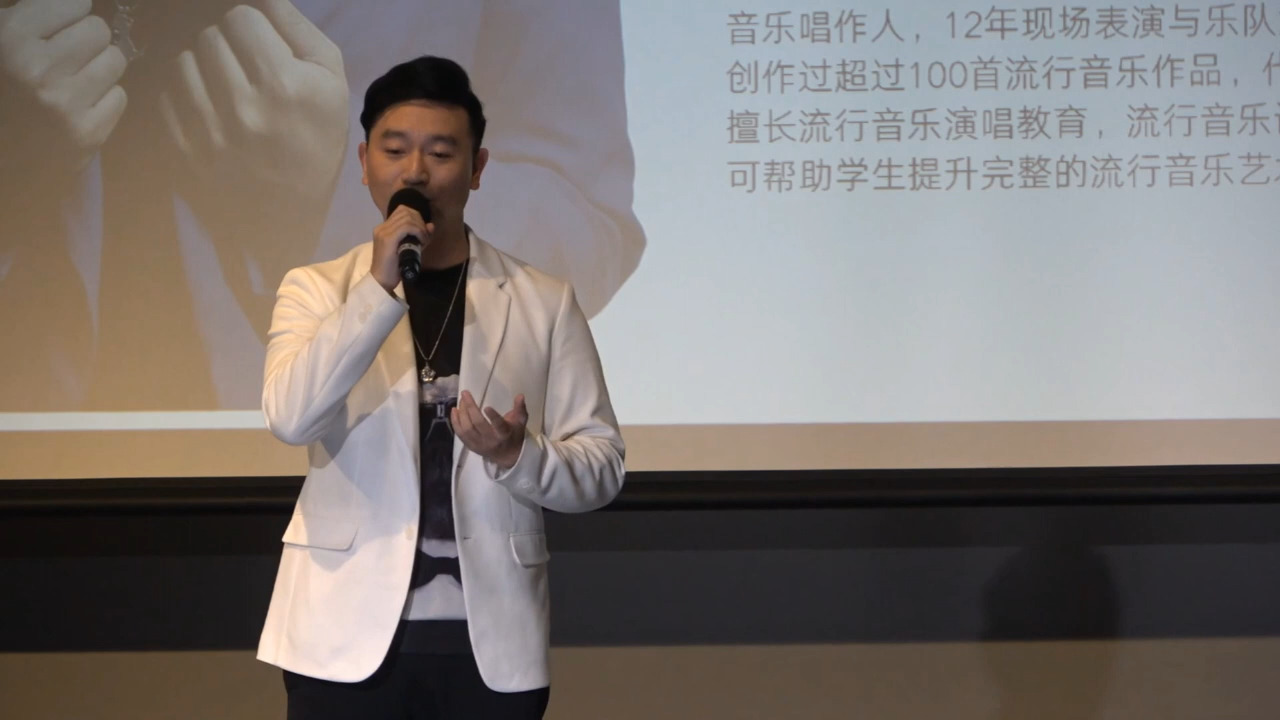 音乐唱作人，12年现场表演与乐队
创作过超过100首流行音乐作品，
擅长流行音乐演唱教育，流行音乐
可帮助学生提升完整的流行音乐艺